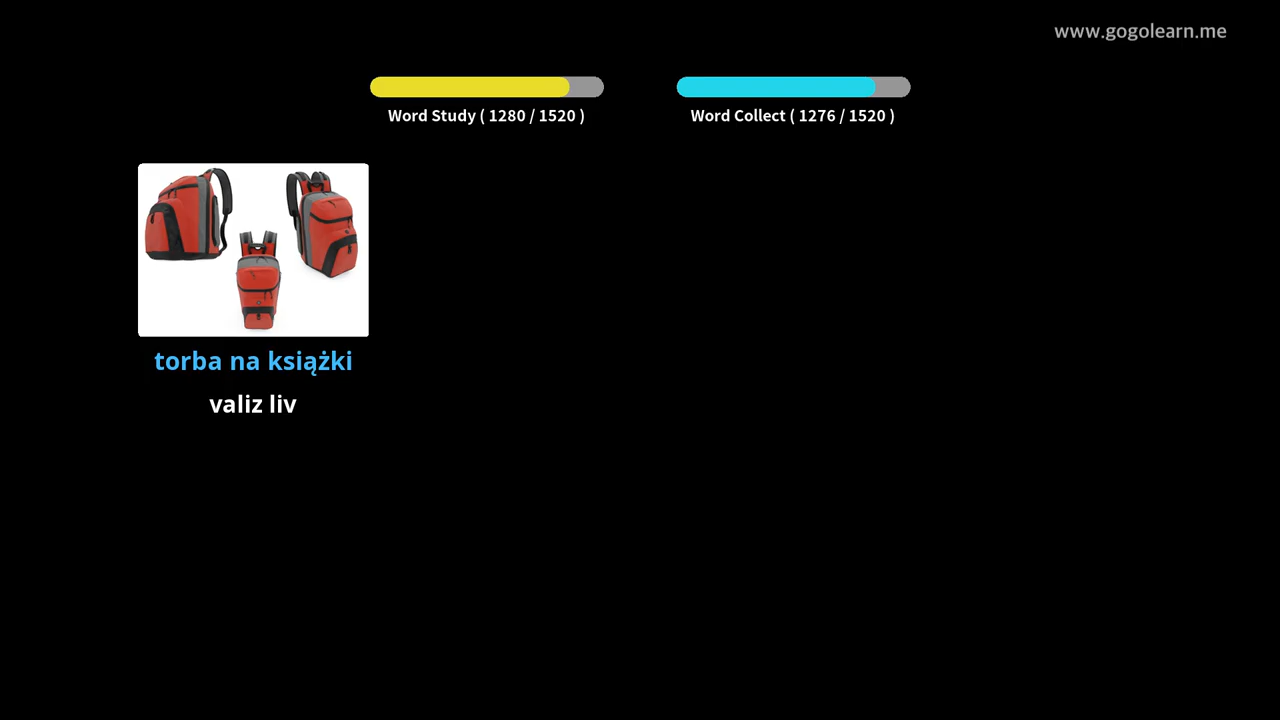 www.gogolearn.me
Word Study ( 1280 / 1520 )
Word Collect ( 1276 / 1520 )
torba na książki
valiz liv